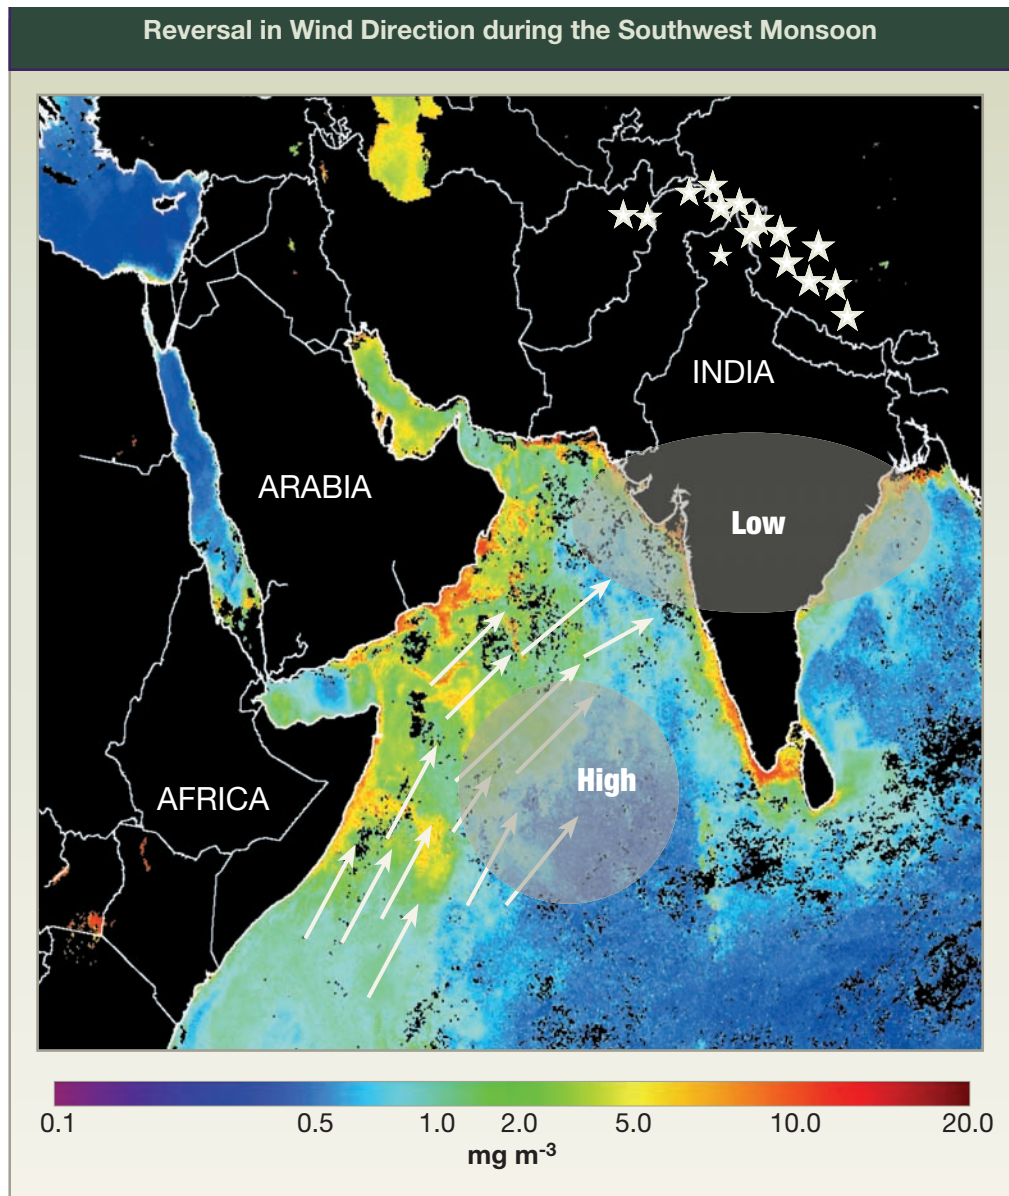 Reversal in Wind Direction during the Southwest Monsoon
INDIA
ARABIA
Low
High
AFRICA
0.1 0.5 1.0 2.0 5.0 10.0 20.0
mg m-3